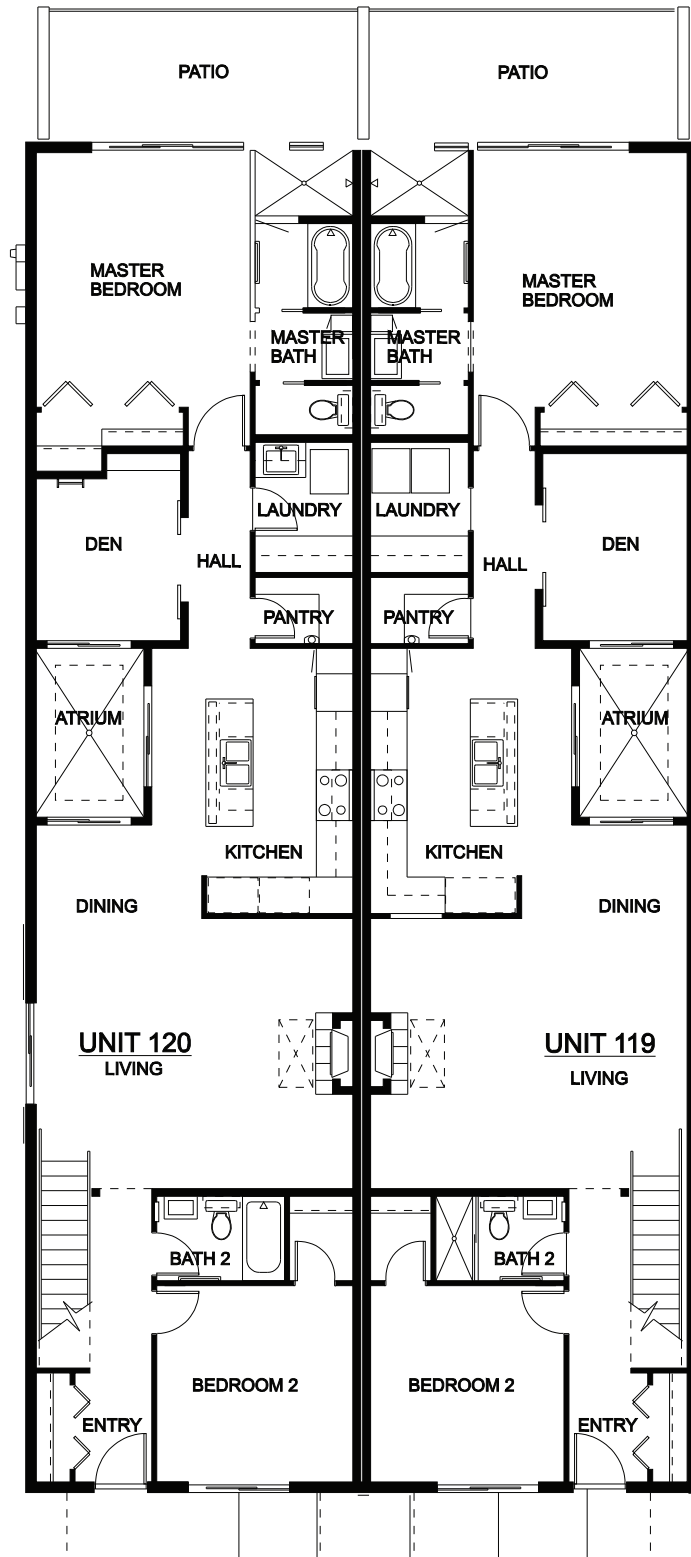 PATIO
PATIO
MASTER
BEDROOM
MASTER
BEDROOM
MASTER
BATH
MASTER
BATH
LAUNDRY
LAUNDRY
DEN
HALL
HALL
DEN
PANTRY
PANTRY
ATRIUM
ATRIUM
KITCHEN
KITCHEN
DINING
DINING
UNIT 120
LIVING
UNIT 119
LIVING
BATH 2
BATH 2
BEDROOM 2
BEDROOM 2
ENTRY
ENTRY